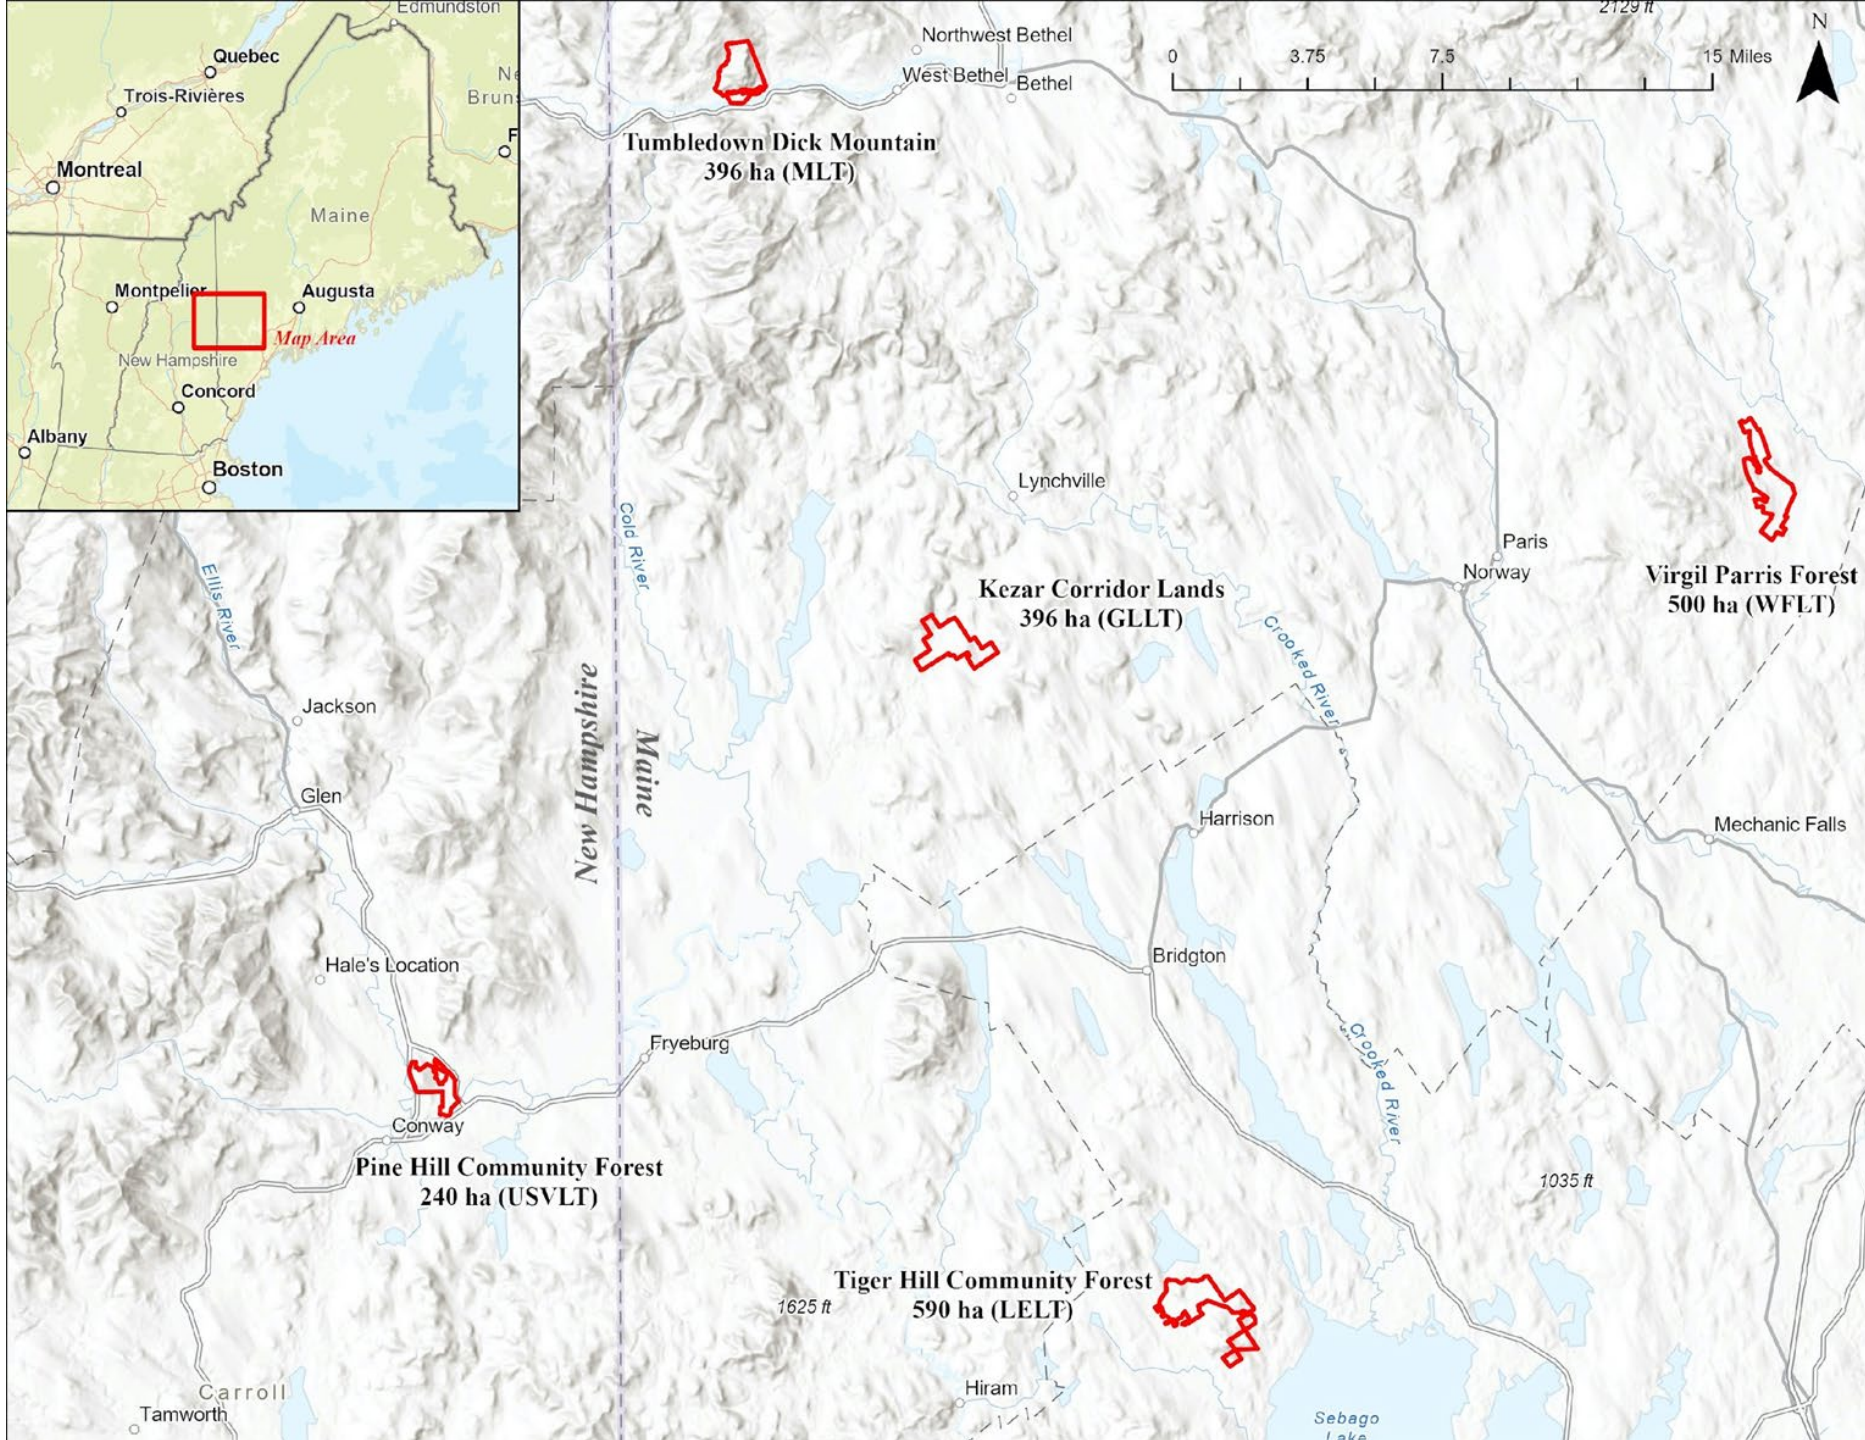 Edmundston
Quebec
Trois-Rivières
Ne
Bruns
F
Montreal
Maine
Montpelier
Augusta
Map Area
New Hampshire
Concord
Albany
Boston
2129 ft
N
0 3.75 7.5 15 Miles
Northwest Bethel
West Bethel
Bethel
Tumbledown Dick Mountain
396 ha (MLT)
Lynchville
Cold River
Ellis River
Paris
Norway
Virgil Parris Forest
500 ha (WFLT)
Kezar Corridor Lands
396 ha (GLLT)
Crooked River
Jackson
New Hampshire
Maine
Glen
Harrison
Mechanic Falls
Hale's Location
Bridgton
Fryeburg
Crooked River
Conway
Pine Hill Community Forest
240 ha (USVLT)
1035 ft
Tiger Hill Community Forest
590 ha (LELT)
1625 ft
Hiram
Carroll
Tamworth
Sebago
Lake